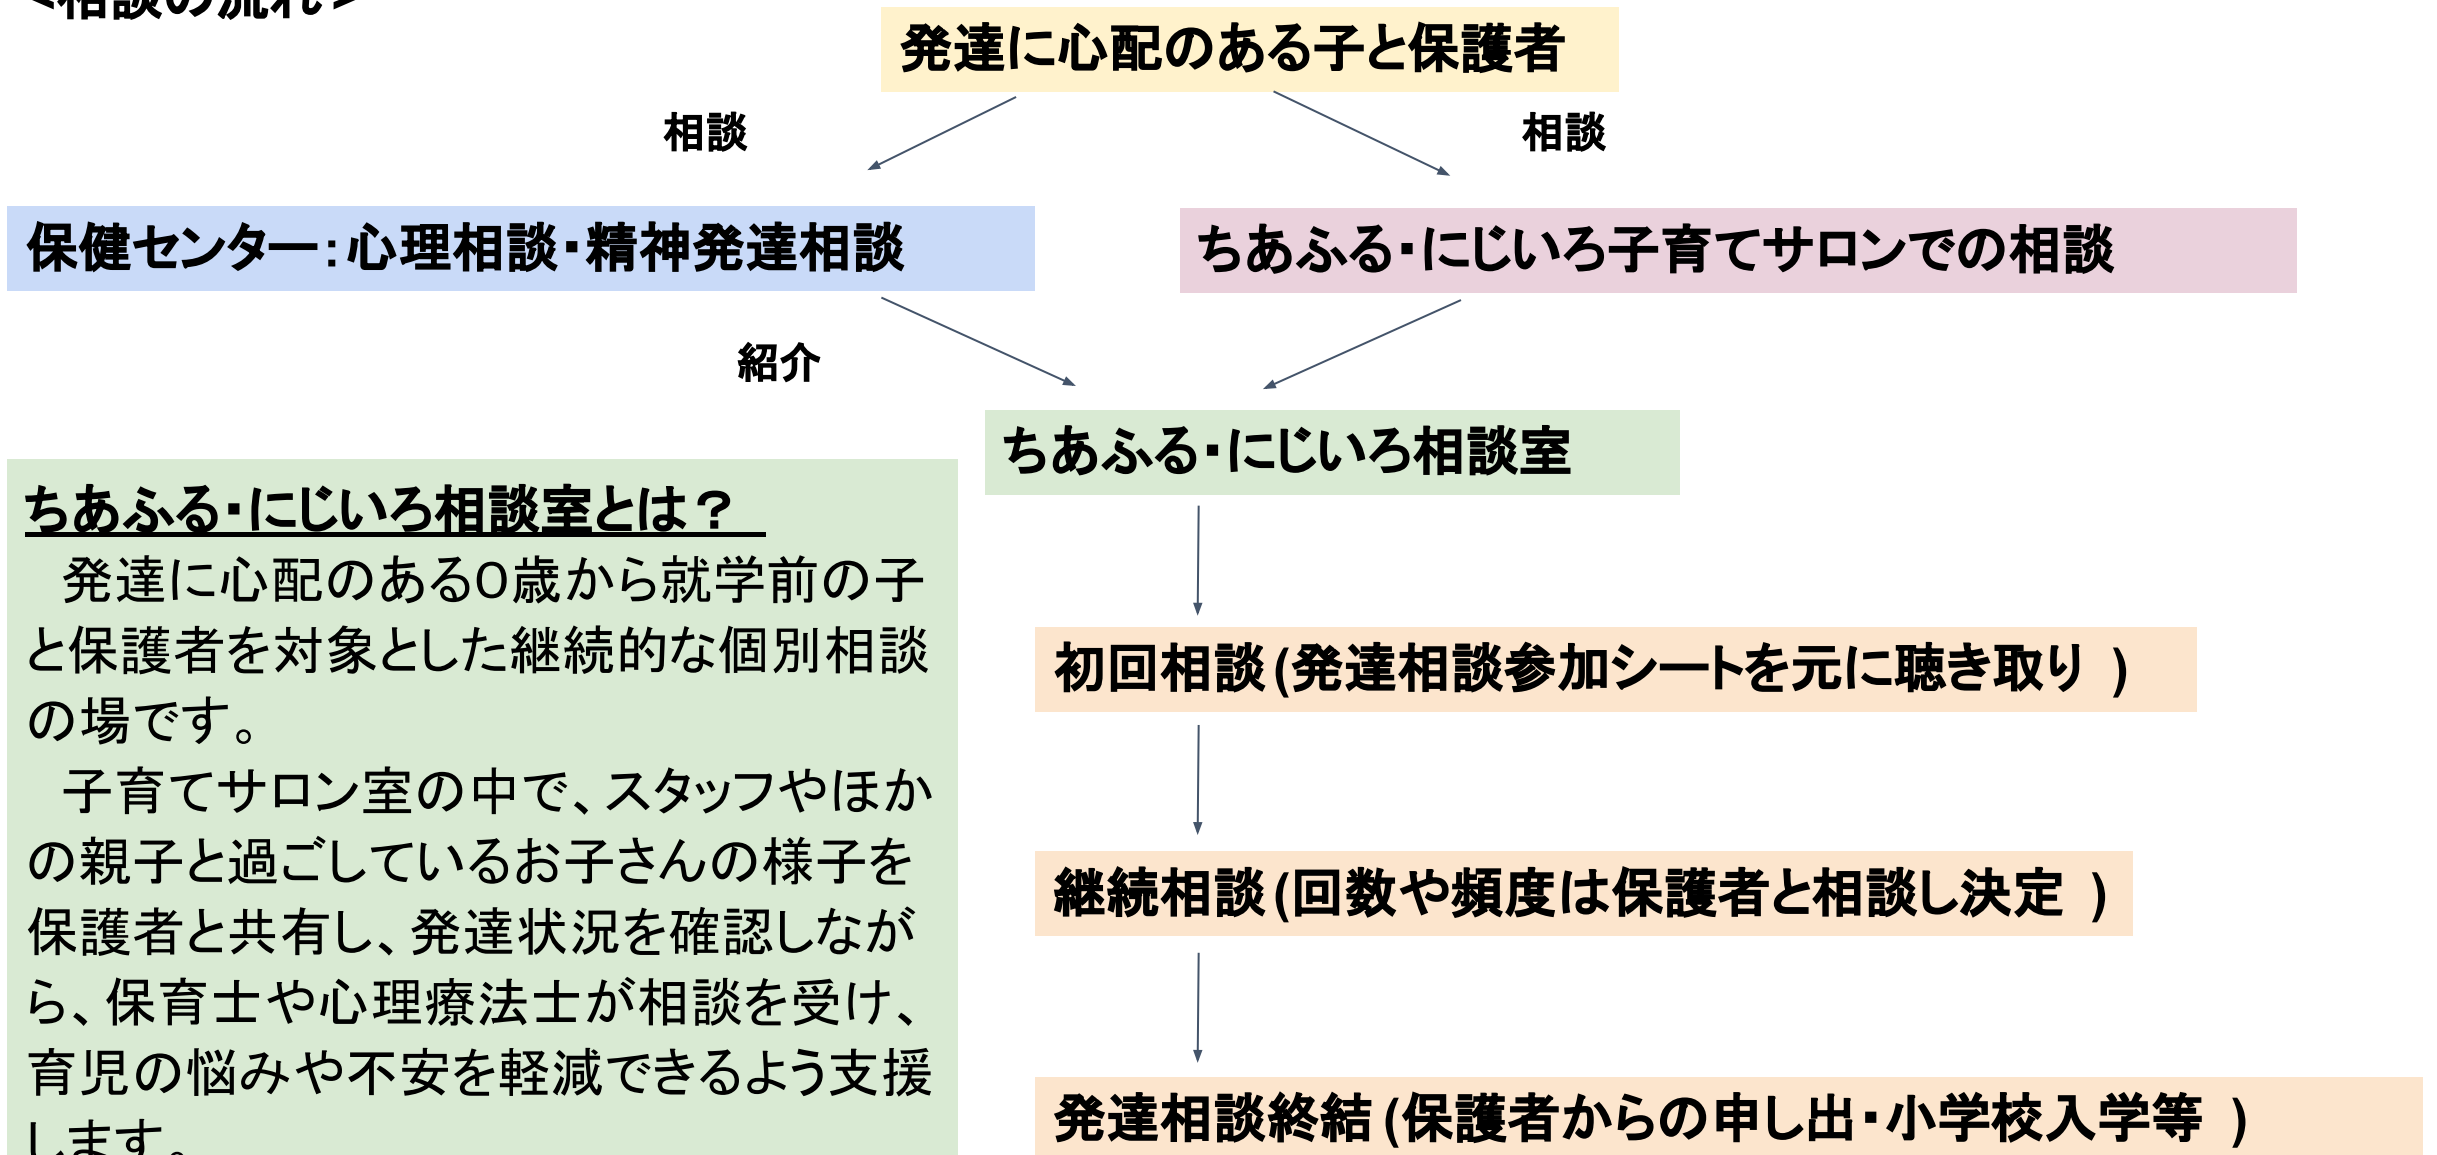 <相談の流れ>
発達に心配のある子と保護者
相談
相談
保健センター：心理相談・精神発達相談
ちあふる・にじいろ子育てサロンでの相談
紹介
ちあふる・にじいろ相談室
ちあふる・にじいろ相談室とは？
発達に心配のある0歳から就学前の子
と保護者を対象とした継続的な個別相談
の場です。
子育てサロン室の中で、スタッフやほか
の親子と過ごしているお子さんの様子を
保護者と共有し、発達状況を確認しなが
ら、保育士や心理療法士が相談を受け、
育児の悩みや不安を軽減できるよう支援
します。
初回相談(発達相談参加シートを元に聴き取り )
継続相談(回数や頻度は保護者と相談し決定 )
発達相談終結(保護者からの申し出・小学校入学等 )